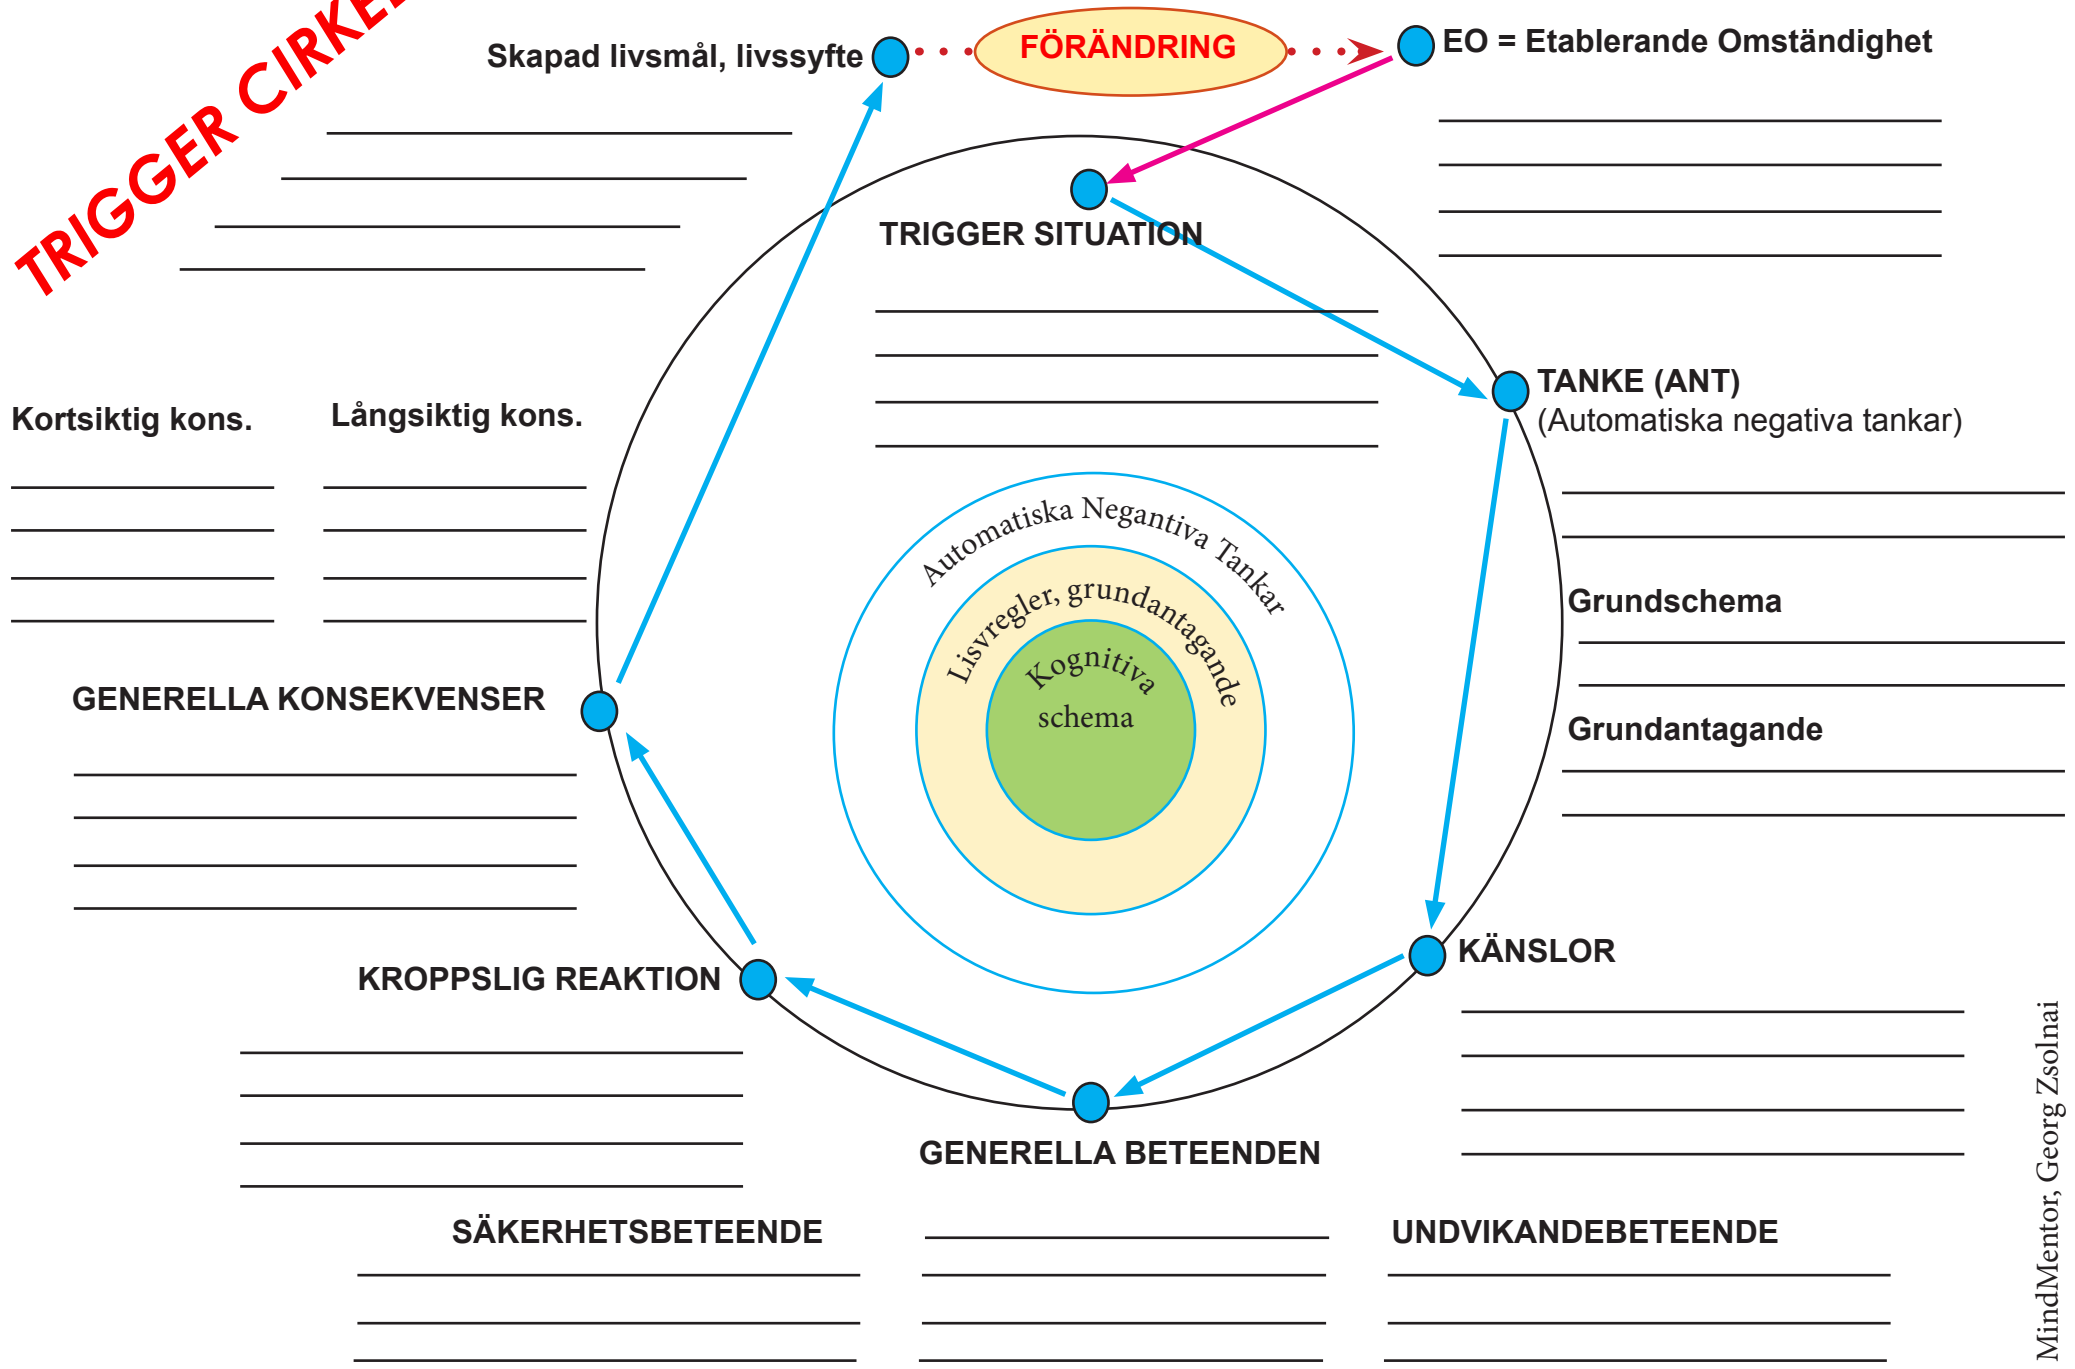 TRIGGER CIRKEL
Skapad livsmål, livssyfte
FÖRÄNDRING
EO = Etablerande Omständighet
TRIGGER SITUATION
TANKE (ANT)
(Automatiska negativa tankar)
Kortsiktig kons.
Långsiktig kons.
Automatiska Negantiva Tankar
Lisvregler, grundantagande
Kognitiva
schema
Grundschema
Grundantagande
GENERELLA KONSEKVENSER
KÄNSLOR
KROPPSLIG REAKTION
GENERELLA BETEENDEN
SÄKERHETSBETEENDE
UNDVIKANDEBETEENDE
MindMentor, Georg Zsolnai